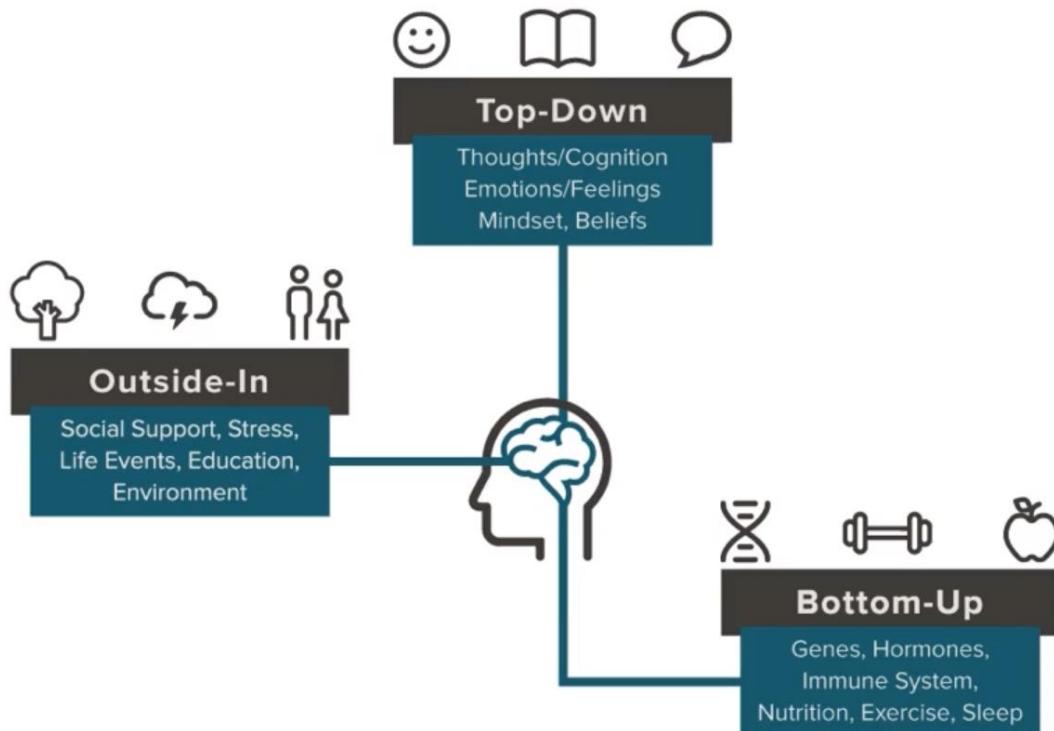 Top-Down
Thoughts/Cognition
Emotions/Feelings
Mindset, Beliefs
Outside-In
Social Support, Stress,
Life Events, Education,
Environment
Bottom-Up
Genes, Hormones,
Immune System,
Nutrition, Exercise, Sleep